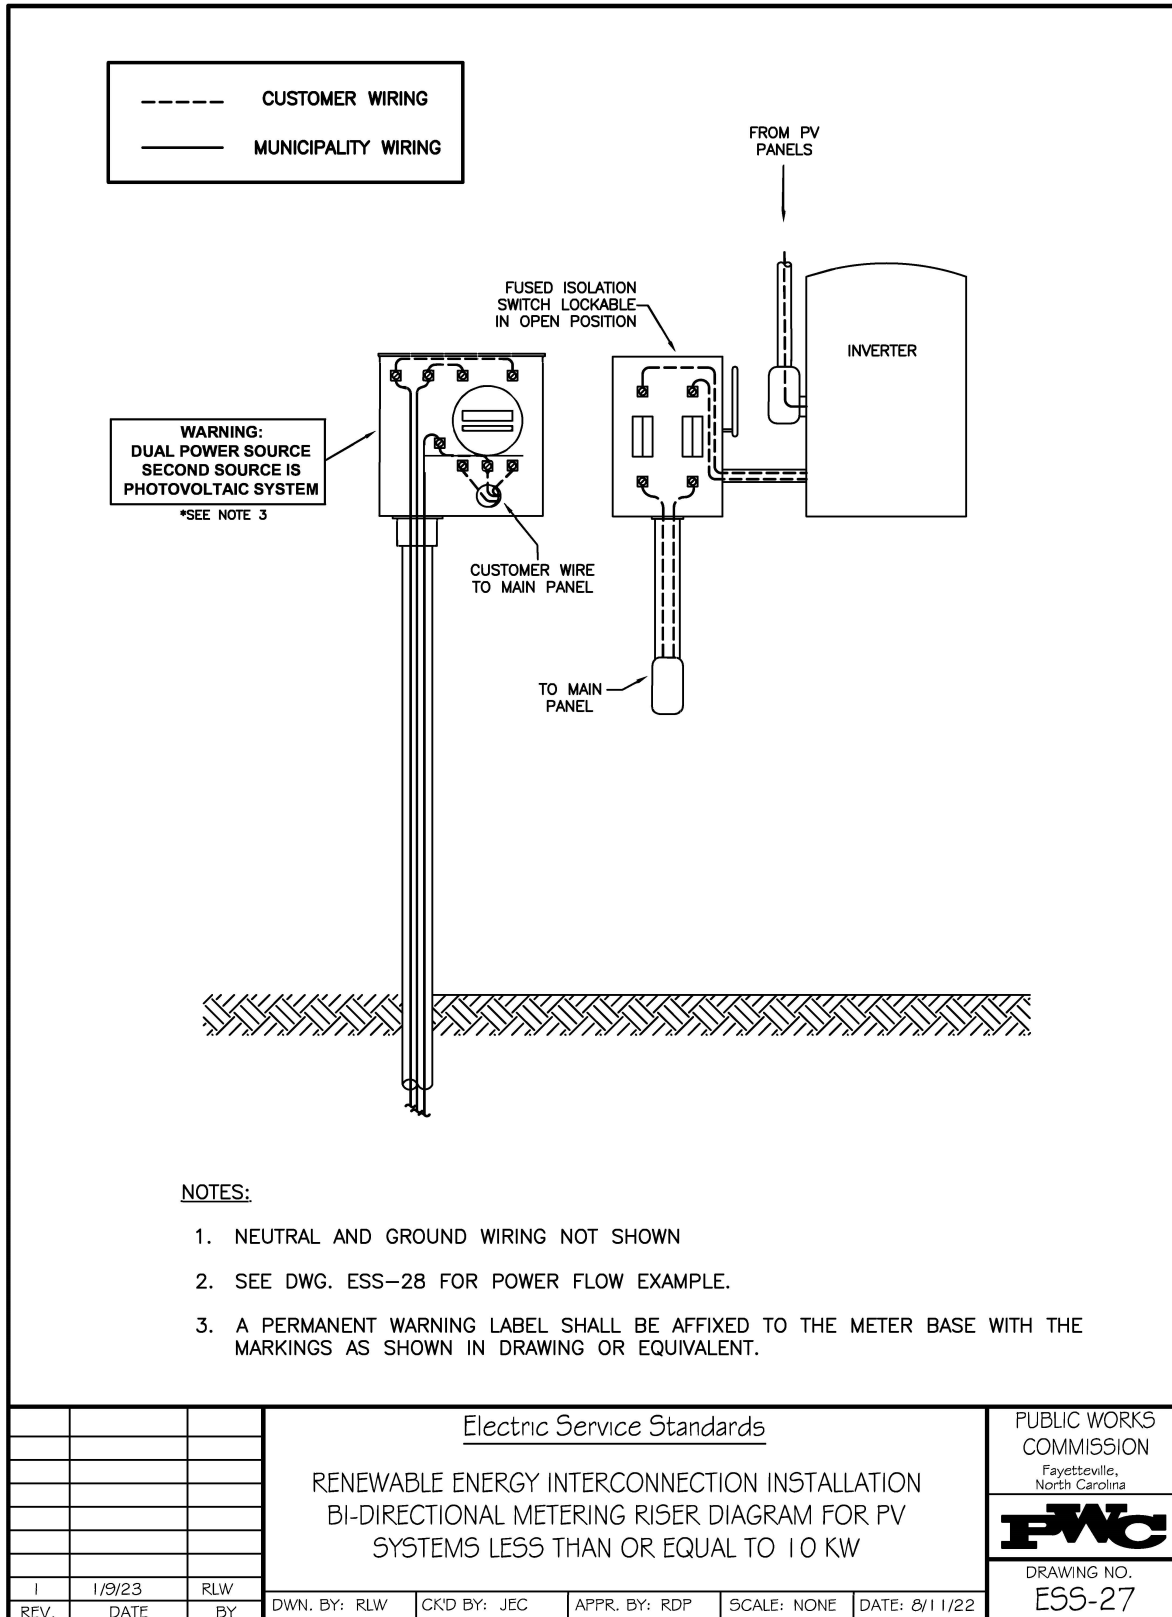 CUSTOMER WIRING
MUNICIPALITY WIRING
FROM PV
PANELS
FUSED ISOLATION
SWITCH LOCKABLE
IN OPEN POSITION
INVERTER
WARNING:
DUAL POWER SOURCE
SECOND SOURCE IS
PHOTOVOLTAIC SYSTEM
*SEE NOTE 3
CUSTOMER WIRE
TO MAIN PANEL
TO MAIN
PANEL
NOTES:
1. NEUTRAL AND GROUND WIRING NOT SHOWN
2. SEE DWG. ESS-28 FOR POWER FLOW EXAMPLE.
3. A PERMANENT WARNING LABEL SHALL BE AFFIXED TO THE METER BASE WITH THE
MARKINGS AS SHOWN IN DRAWING OR EQUIVALENT.
1 1/9/23 RLW
REV. DATE BY
Electric Service Standards
RENEWABLE ENERGY INTERCONNECTION INSTALLATION
BI-DIRECTIONAL METERING RISER DIAGRAM FOR PV
SYSTEMS LESS THAN OR EQUAL TO 10 KW
DWN. BY: RLW CK'D BY: JEC APPR. BY: RDP SCALE: NONE DATE: 8/11/22
PUBLIC WORKS
COMMISSION
Fayetteville,
North Carolina
PWC
DRAWING NO.
ESS-27